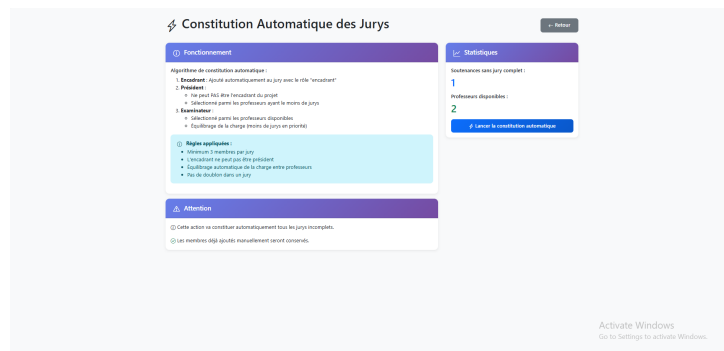 Constitution Automatique des Jurys
← Retour
Fonctionnement
Algorithme de constitution automatique :
1. Encadrant : Ajouté automatiquement au jury avec le rôle "encadrant"
2. Président :
Ne peut PAS être l'encadrant du projet
Sélectionné parmi les professeurs ayant le moins de jurys
3. Examinateur :
Sélectionné parmi les professeurs disponibles
Équilibrage de la charge (moins de jurys en priorité)
Règles appliquées :
Minimum 3 membres par jury
L'encadrant ne peut pas être président
Équilibrage automatique de la charge entre professeurs
Pas de doublon dans un jury
Statistiques
Soutenances sans jury complet :
1
Professeurs disponibles :
2
Lancer la constitution automatique
Attention
Cette action va constituer automatiquement tous les jurys incomplets.
Les membres déjà ajoutés manuellement seront conservés.
Activate Windows
Go to Settings to activate Windows.